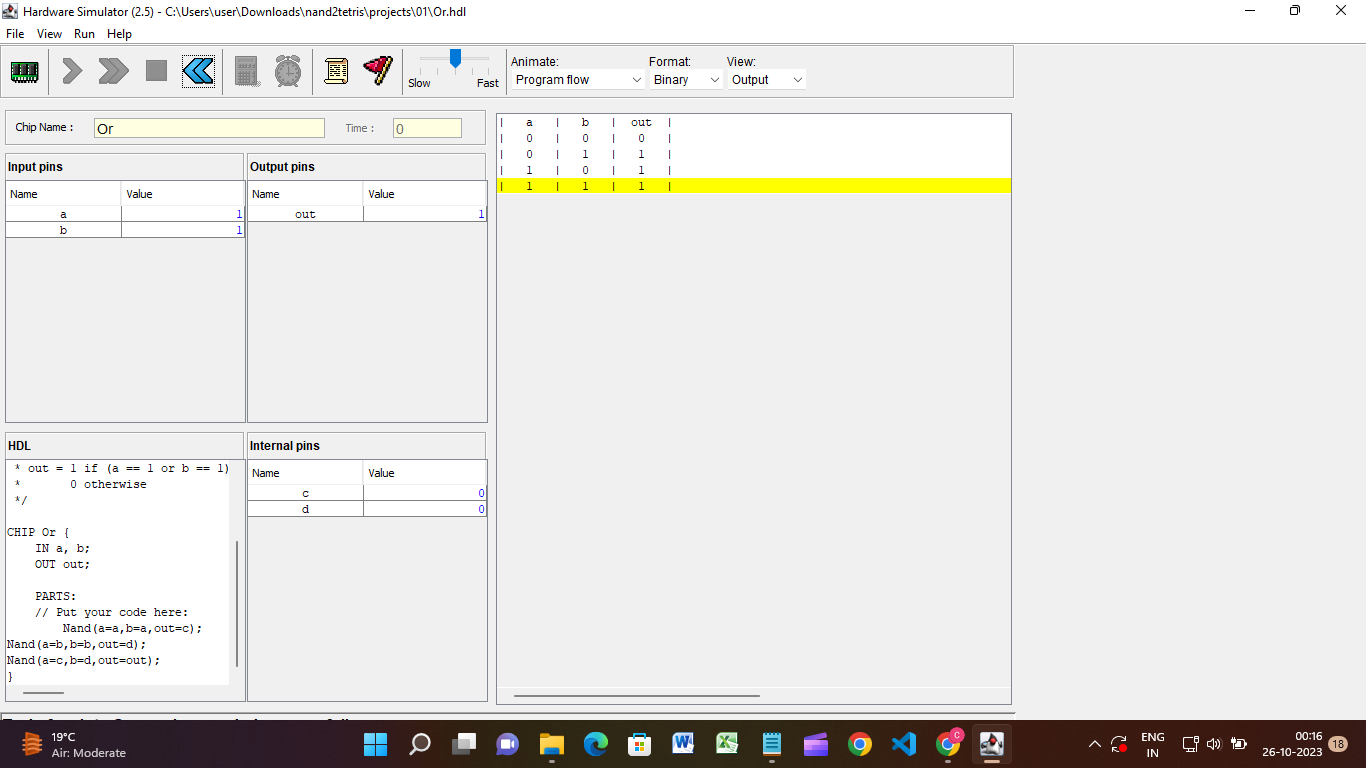 Hardware Simulator (2.5) - C:\Users\user\Downloads\nand2tetris\projects\01\Or.hdl
File View Run Help
Slow Fast
Animate: Format: View:
Program flow Binary Output
Chip Name : Or Time : 0
Input pins
Name Value
a 1
b 1
Output pins
Name Value
out 1
HDL
* out = 1 if (a == 1 or b == 1)
* 0 otherwise
*/
CHIP Or {
IN a, b;
OUT out;
PARTS:
// Put your code here:
Nand(a=a,b=a,out=c);
Nand(a=b,b=b,out=d);
Nand(a=c,b=d,out=out);
}
Internal pins
Name Value
c 0
d 0
| a | b | out |
| 0 | 0 | 0 |
| 0 | 1 | 1 |
| 1 | 0 | 1 |
| 1 | 1 | 1 |
19°C
Air: Moderate
C
ENG
IN
00:16
26-10-2023
18